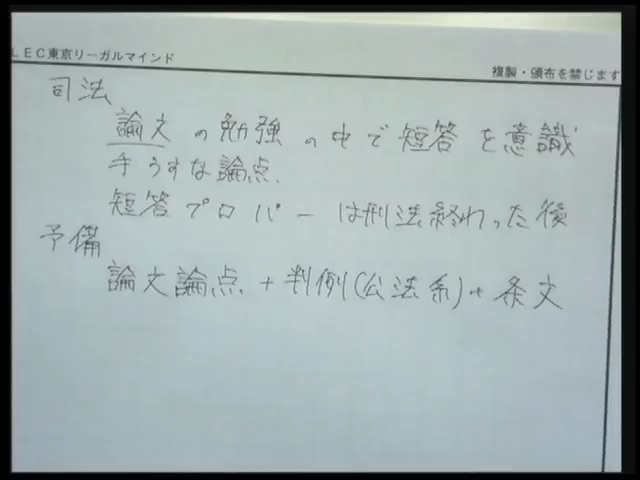 LEC東京リーガルマインド
複製・頒布を禁じます
司法
論文の勉強の中で短答を意識
手うすな論点.
短答プロパーは刑法終わった後
予備
論文論点+判例(公法系)+条文